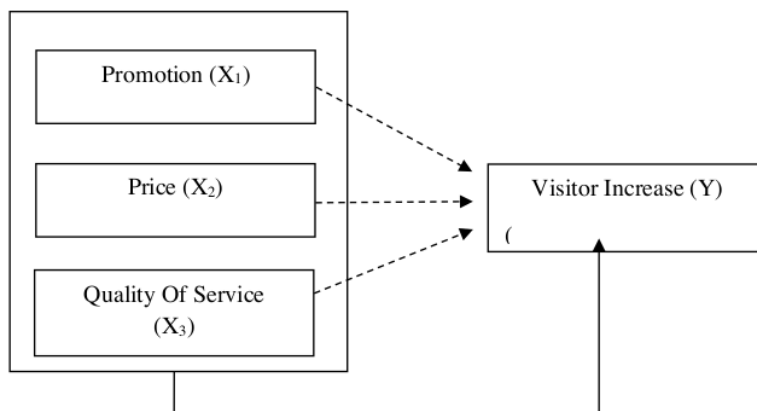 Promotion (X₁)
Price (X₂)
Visitor Increase (Y)
(
Quality Of Service
(X₃)